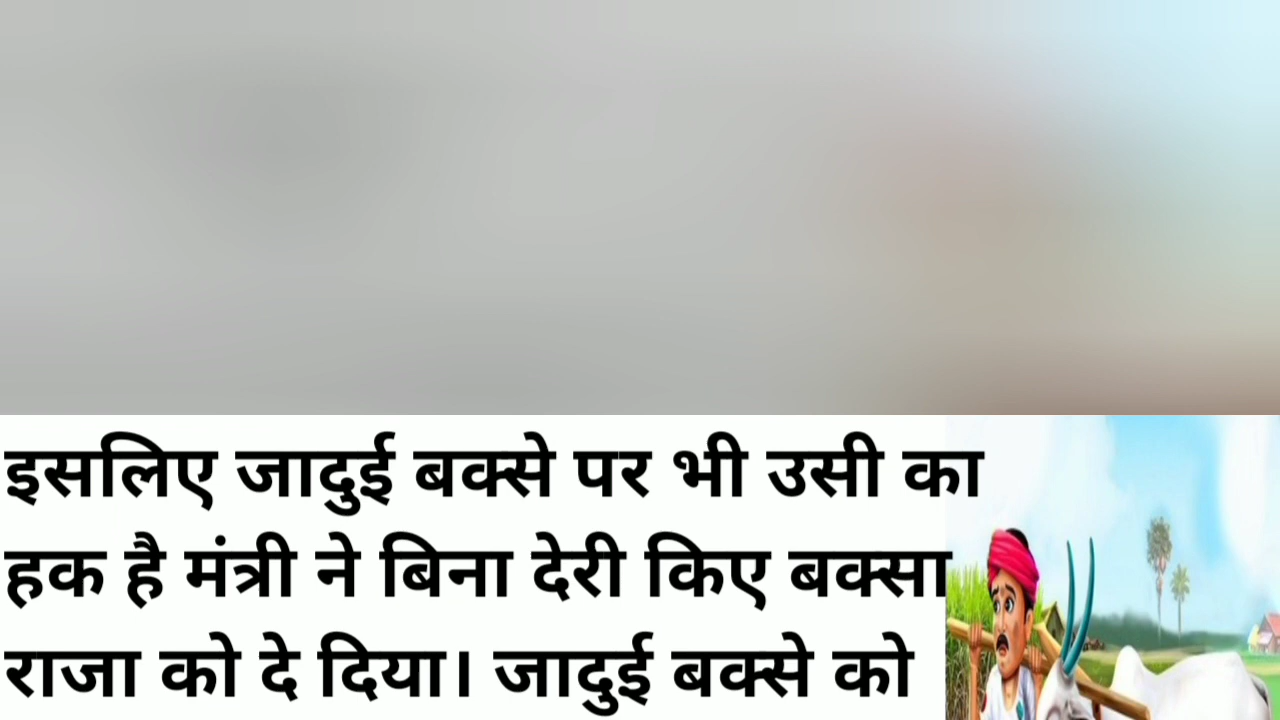 इसलिए जादुई बक्से पर भी उसी का
हक है मंत्री ने बिना देरी किए बक्सा
राजा को दे दिया। जादुई बक्से को